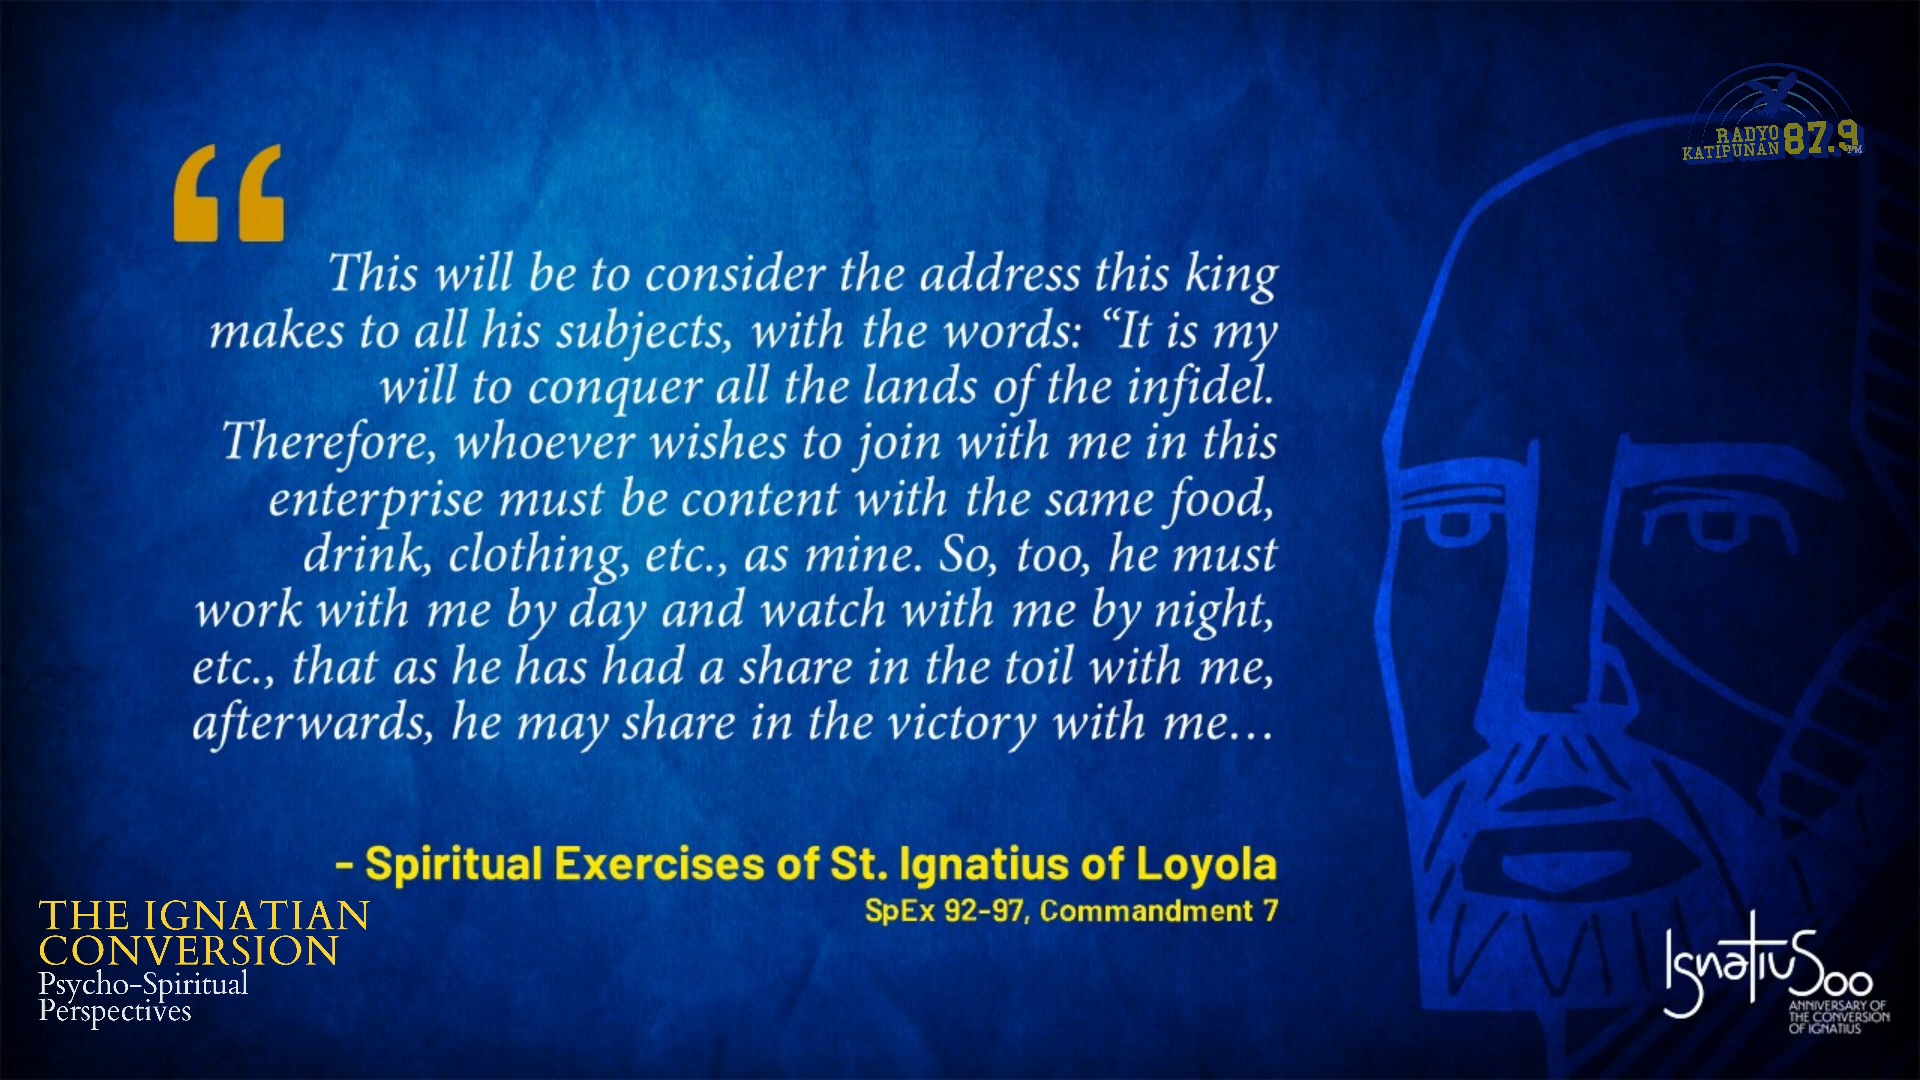 RADYO
KATIPUNAN 87.9 FM
“
This will be to consider the address this king
makes to all his subjects, with the words: “It is my
will to conquer all the lands of the infidel.
Therefore, whoever wishes to join with me in this
enterprise must be content with the same food,
drink, clothing, etc., as mine. So, too, he must
work with me by day and watch with me by night,
etc., that as he has had a share in the toil with me,
afterwards, he may share in the victory with me…
- Spiritual Exercises of St. Ignatius of Loyola
SpEx 92-97, Commandment 7
THE IGNATIAN
CONVERSION
Psycho-Spiritual
Perspectives
Ignatius500
ANNIVERSARY OF
THE CONVERSION
OF IGNATIUS